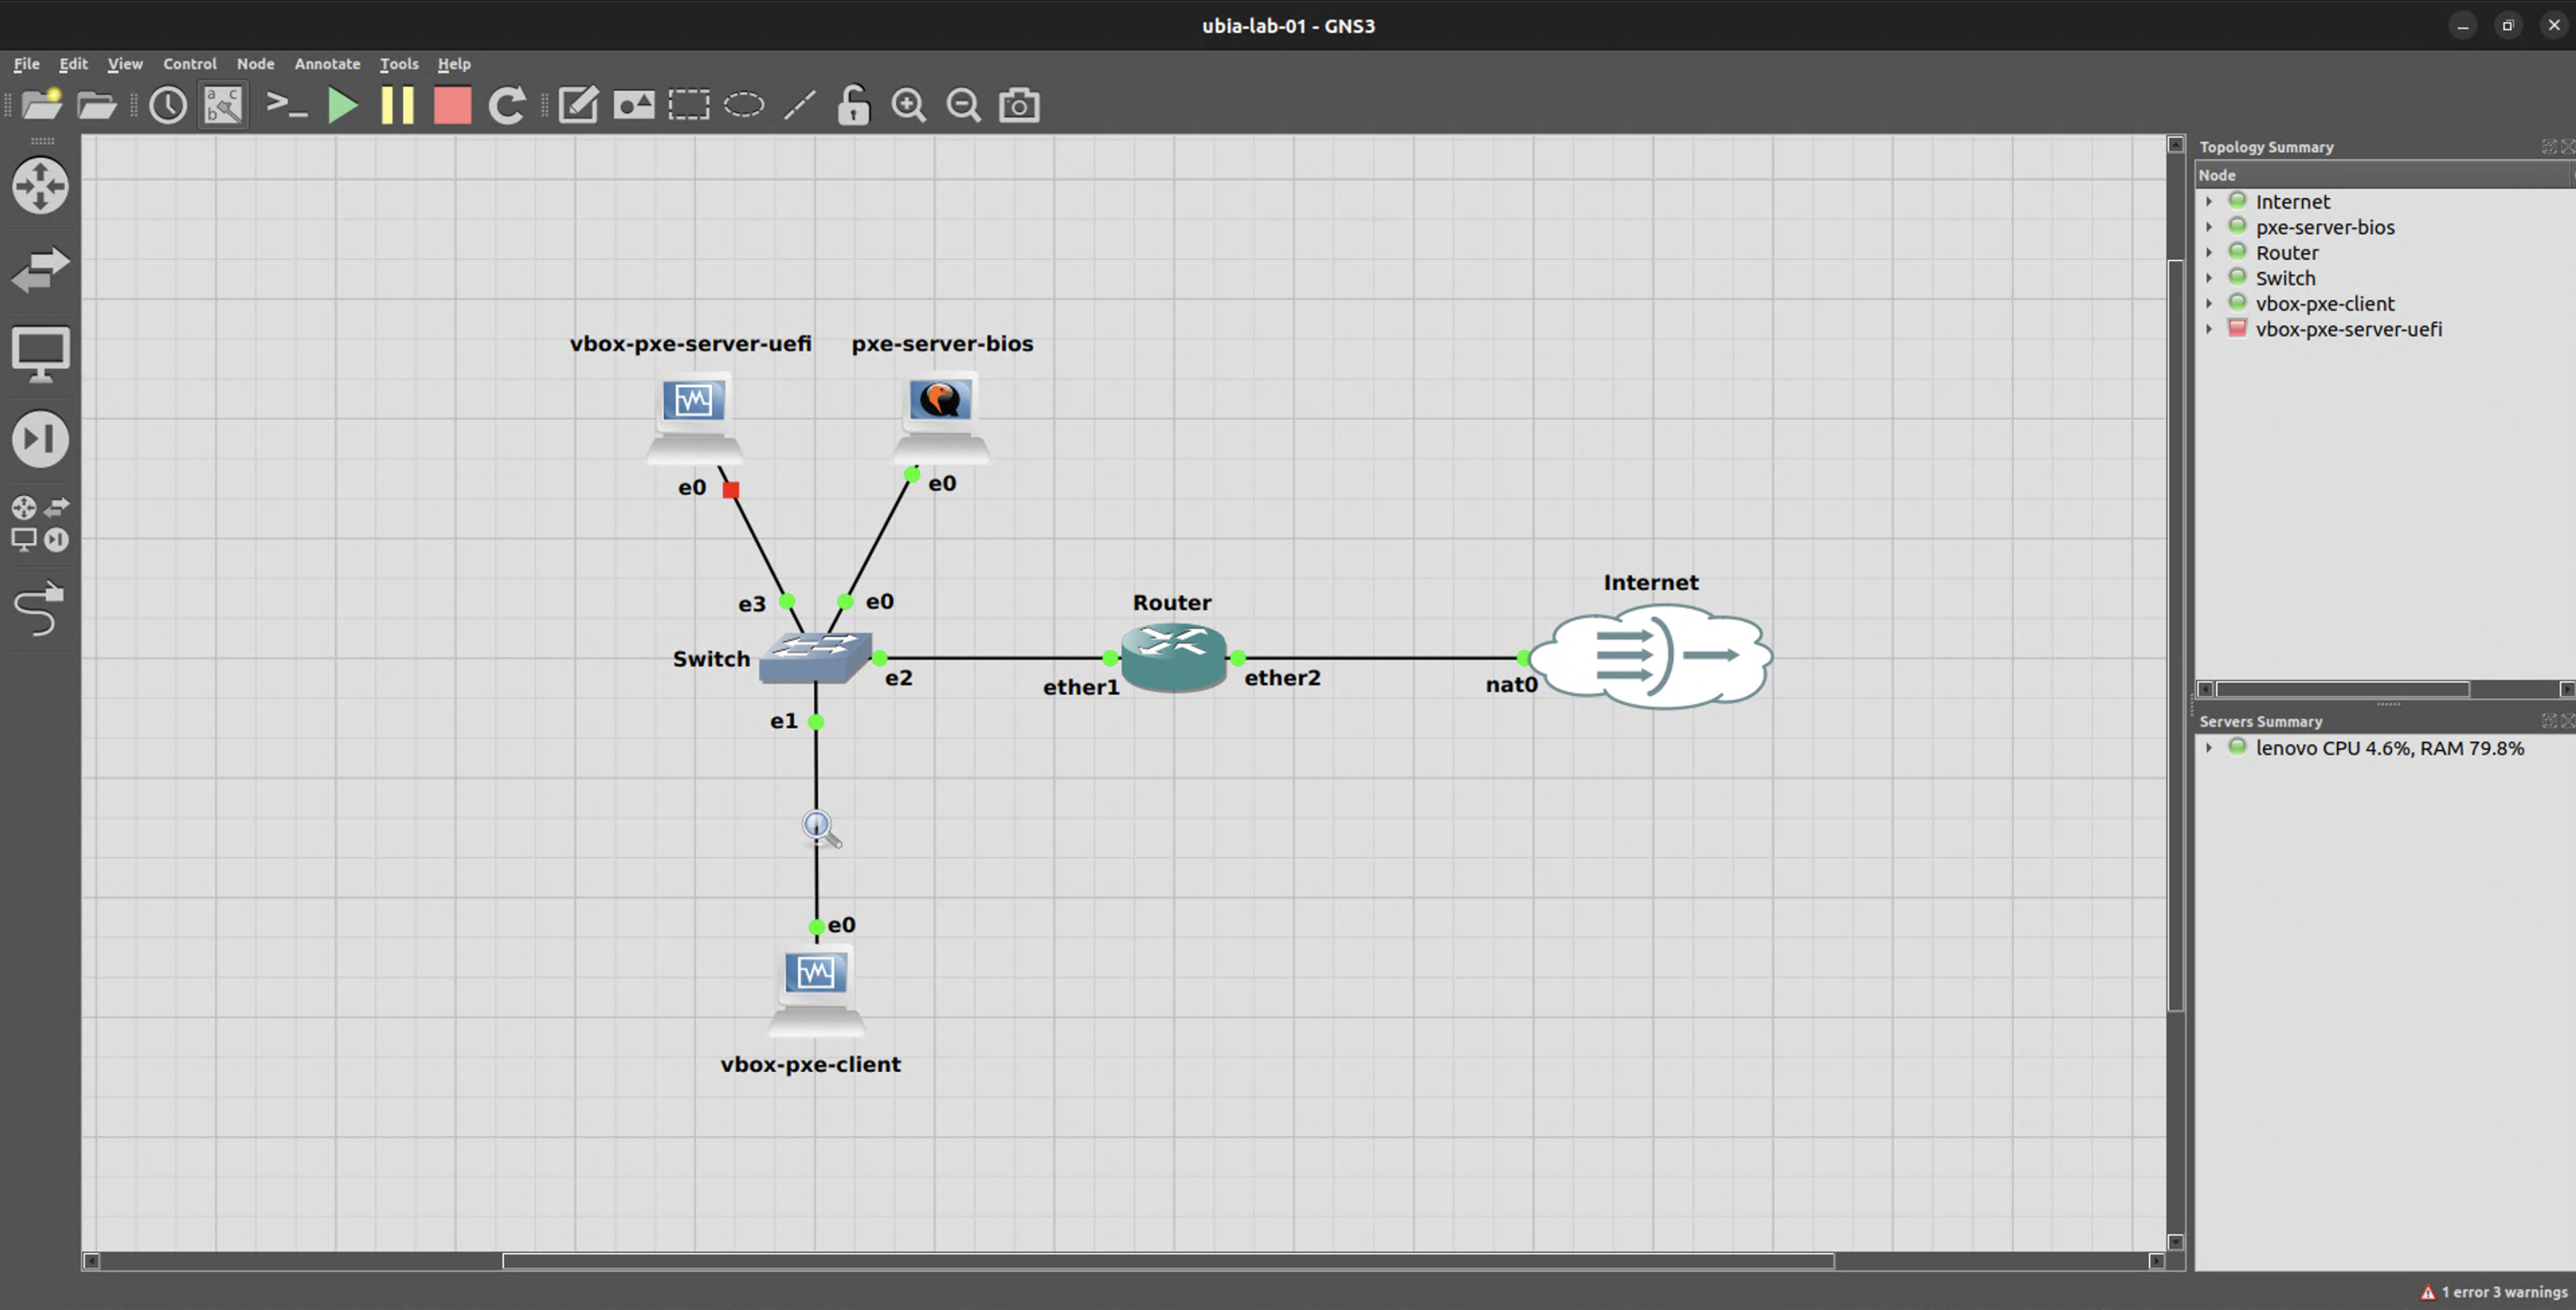 ubia-lab-01 - GNS3
File Edit View Control Node Annotate Tools Help
a c
b
>_
Topology Summary
Node
Internet
pxe-server-bios
Router
Switch
vbox-pxe-client
vbox-pxe-server-uefi
vbox-pxe-server-uefi pxe-server-bios
e0 e0
e3 e0
Internet
Router
Switch
e2 ether1 ether2 nat0
e1
e0
vbox-pxe-client
Servers Summary
lenovo CPU 4.6%, RAM 79.8%
1 error 3 warnings